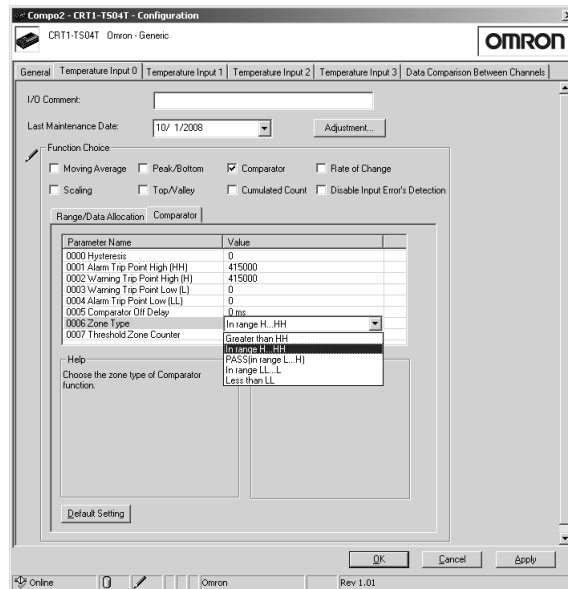 Compo2 - CRT1-TS04T - Configuration
CRT1-TS04T Omron - Generic
OMRON
General Temperature Input 0 Temperature Input 1 Temperature Input 2 Temperature Input 3 Data Comparison Between Channels
I/O Comment:
Last Maintenance Date: 10/ 1/2008 Adjustment...
Function Choice
Moving Average Peak/Bottom Comparator Rate of Change
Scaling Top/Valley Cumulated Count Disable Input Error's Detection
Range/Data Allocation Comparator
Parameter Name Value
0000 Hysteresis 0
0001 Alarm Trip Point High (HH) 415000
0002 Warning Trip Point High (H) 415000
0003 Warning Trip Point Low (L) 0
0004 Alarm Trip Point Low (LL) 0
0005 Comparator Off Delay 0 ms
0006 Zone Type In range H...HH
0007 Threshold Zone Counter Greater than HH
In range H...HH
PASS(in range L...H)
In range LL...L
Less than LL
Help
Choose the zone type of Comparator
function.
Default Setting
OK Cancel Apply
Online Omron Rev 1.01